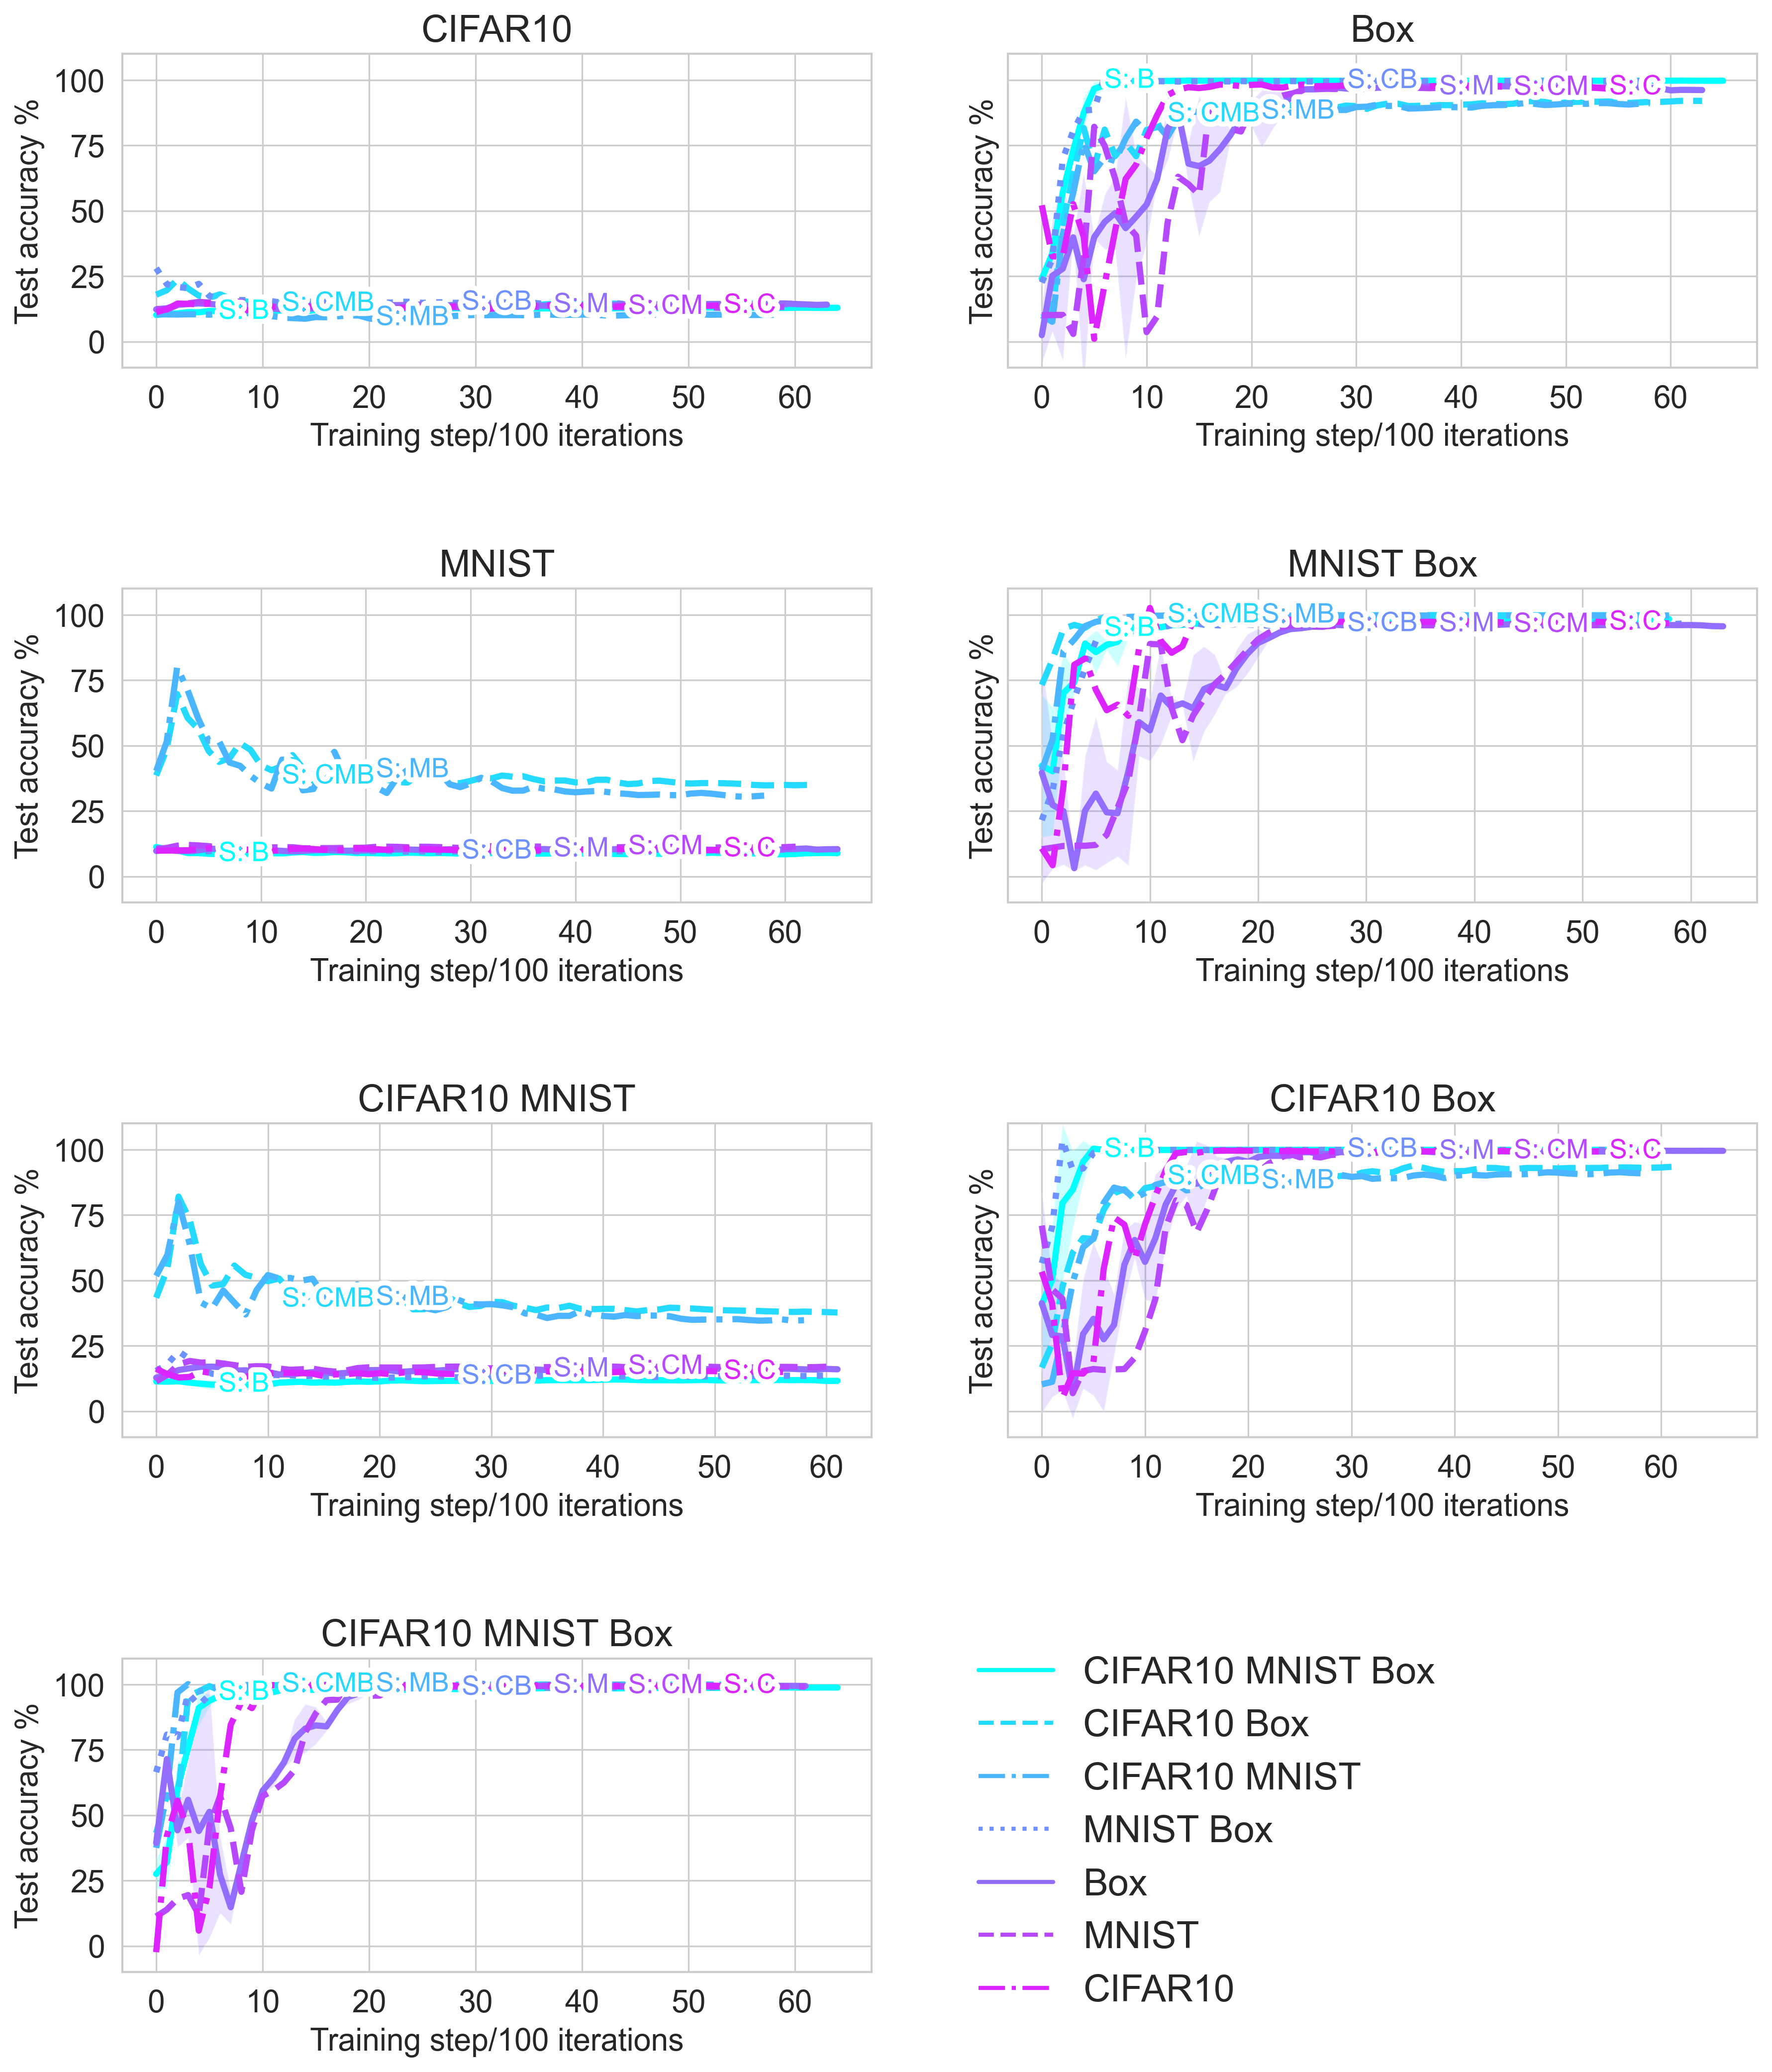 CIFAR10
Test accuracy %
100
75
50
25
0
S: B
S: CMB
S: MB
S: CB
S: M
S: CM
S: C
0 10 20 30 40 50 60
Training step/100 iterations
Box
Test accuracy %
S: B
S: CMB
S: MB
S: CB
S: M
S: CM
S: C
0 10 20 30 40 50 60
Training step/100 iterations
MNIST
Test accuracy %
100
75
50
25
0
S: CMB
S: MB
S: B
S: CB
S: M
S: CM
S: C
0 10 20 30 40 50 60
Training step/100 iterations
MNIST Box
Test accuracy %
S: B
S: CMB
S: MB
S: CB
S: M
S: CM
S: C
0 10 20 30 40 50 60
Training step/100 iterations
CIFAR10 MNIST
Test accuracy %
100
75
50
25
0
S: CMB
S: MB
S: B
S: CB
S: M
S: CM
S: C
0 10 20 30 40 50 60
Training step/100 iterations
CIFAR10 Box
Test accuracy %
S: B
S: CMB
S: MB
S: CB
S: M
S: CM
S: C
0 10 20 30 40 50 60
Training step/100 iterations
CIFAR10 MNIST Box
Test accuracy %
100
75
50
25
0
S: B
S: CMB
S: MB
S: CB
S: M
S: CM
S: C
0 10 20 30 40 50 60
Training step/100 iterations
CIFAR10 MNIST Box
CIFAR10 Box
CIFAR10 MNIST
MNIST Box
Box
MNIST
CIFAR10